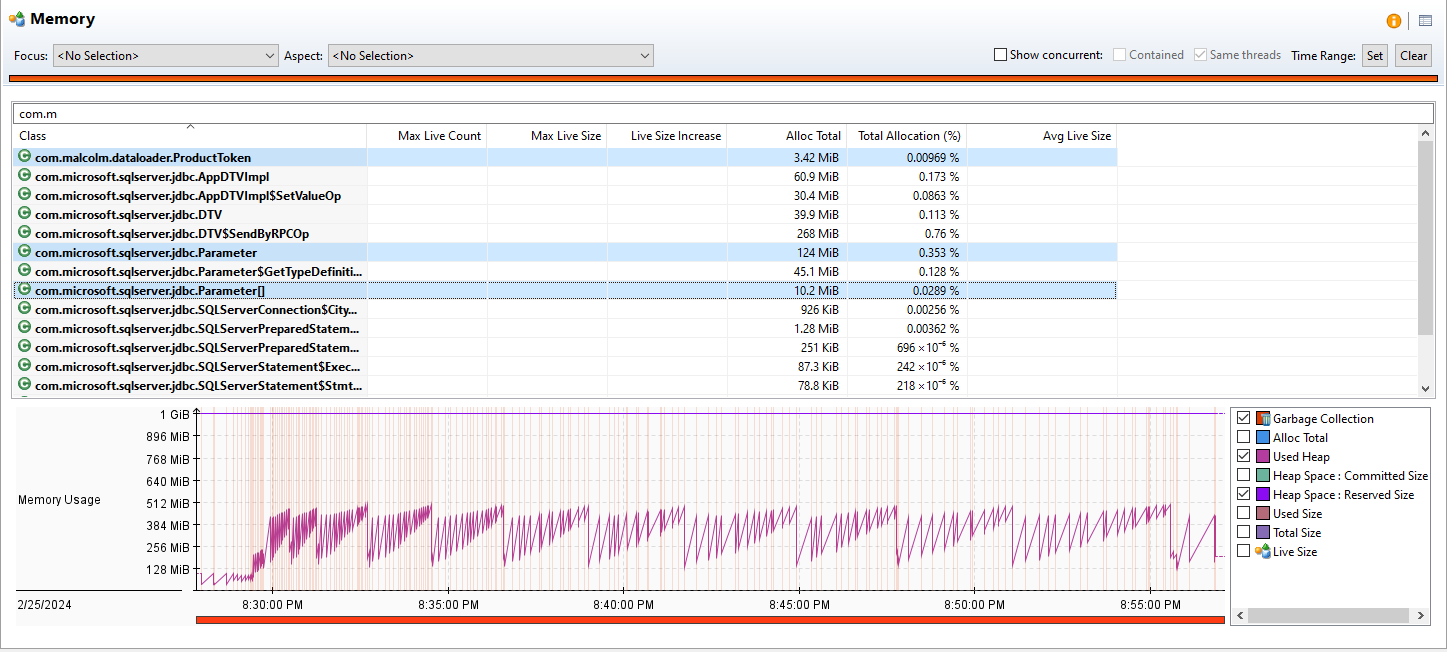 Memory
Focus: <No Selection> Aspect: <No Selection> Show concurrent: Contained Same threads Time Range: Set Clear
com.m
Class Max Live Count Max Live Size Live Size Increase Alloc Total Total Allocation (%) Avg Live Size
com.malcolm.dataloader.ProductToken 3.42 MiB 0.00969 %
com.microsoft.sqlserver.jdbc.AppDTVImpl 60.9 MiB 0.173 %
com.microsoft.sqlserver.jdbc.AppDTVImpl$SetValueOp 30.4 MiB 0.0863 %
com.microsoft.sqlserver.jdbc.DTV 39.9 MiB 0.113 %
com.microsoft.sqlserver.jdbc.DTV$SendByRPCOp 268 MiB 0.76 %
com.microsoft.sqlserver.jdbc.Parameter 124 MiB 0.353 %
com.microsoft.sqlserver.jdbc.Parameter$GetTypeDefiniti... 45.1 MiB 0.128 %
com.microsoft.sqlserver.jdbc.Parameter[] 10.2 MiB 0.0289 %
com.microsoft.sqlserver.jdbc.SQLServerConnection$City... 926 KiB 0.00256 %
com.microsoft.sqlserver.jdbc.SQLServerPreparedStatem... 1.28 MiB 0.00362 %
com.microsoft.sqlserver.jdbc.SQLServerPreparedStatem... 251 KiB 696 ×10⁻⁶ %
com.microsoft.sqlserver.jdbc.SQLServerStatement$Exec... 87.3 KiB 242 ×10⁻⁶ %
com.microsoft.sqlserver.jdbc.SQLServerStatement$Stmt... 78.8 KiB 218 ×10⁻⁶ %
Memory Usage
1 GiB
896 MiB
768 MiB
640 MiB
512 MiB
384 MiB
256 MiB
128 MiB
2/25/2024 8:30:00 PM 8:35:00 PM 8:40:00 PM 8:45:00 PM 8:50:00 PM 8:55:00 PM
Garbage Collection
Alloc Total
Used Heap
Heap Space : Committed Size
Heap Space : Reserved Size
Used Size
Total Size
Live Size